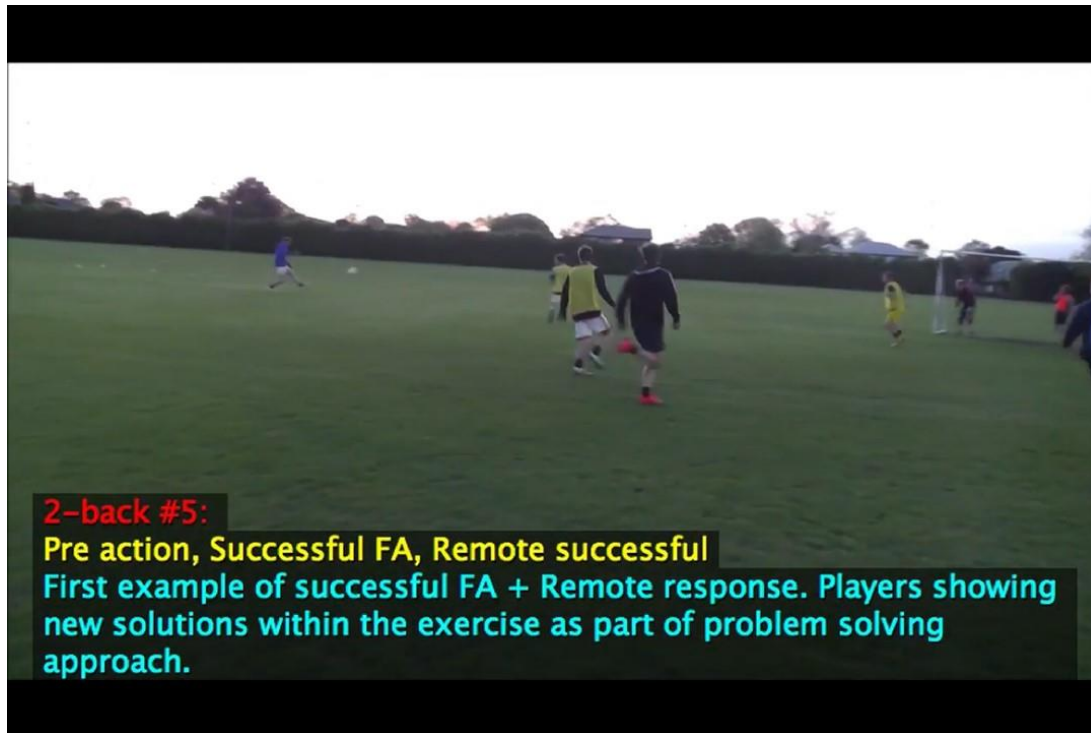 2-back #5:
Pre action, Successful FA, Remote successful
First example of successful FA + Remote response. Players showing
new solutions within the exercise as part of problem solving
approach.